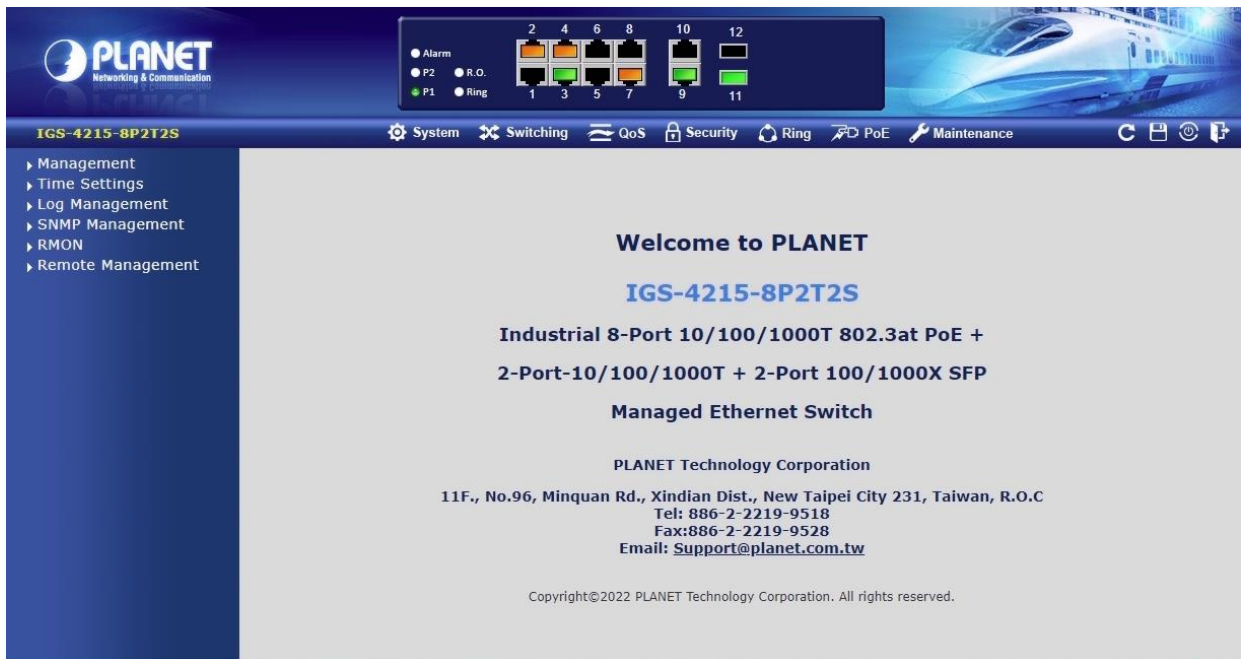 PLANET
Networking & Communication
2 4 6 8 10 12
Alarm
P2 R.O.
P1 Ring
1 3 5 7 9 11
IGS-4215-8P2T2S
System Switching QoS Security Ring PoE Maintenance
Management
Time Settings
Log Management
SNMP Management
RMON
Remote Management
Welcome to PLANET
IGS-4215-8P2T2S
Industrial 8-Port 10/100/1000T 802.3at PoE +
2-Port-10/100/1000T + 2-Port 100/1000X SFP
Managed Ethernet Switch
PLANET Technology Corporation
11F., No.96, Minquan Rd., Xindian Dist., New Taipei City 231, Taiwan, R.O.C
Tel: 886-2-2219-9518
Fax:886-2-2219-9528
Email: Support@planet.com.tw
Copyright©2022 PLANET Technology Corporation. All rights reserved.